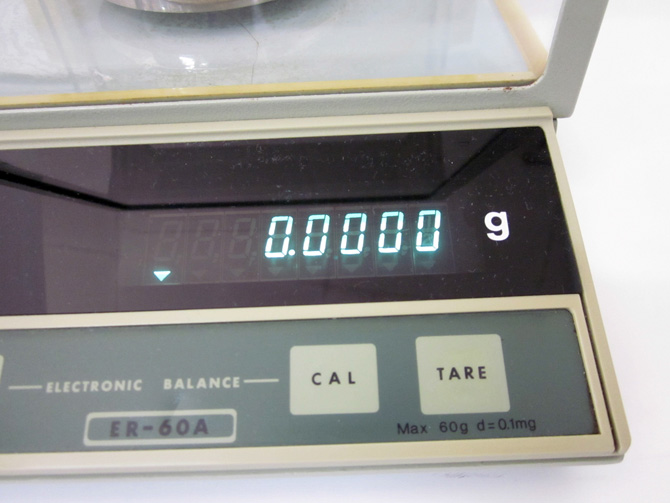 0.0000 g
ELECTRONIC BALANCE
ER-60A
CAL
TARE
Max 60g d=0.1mg